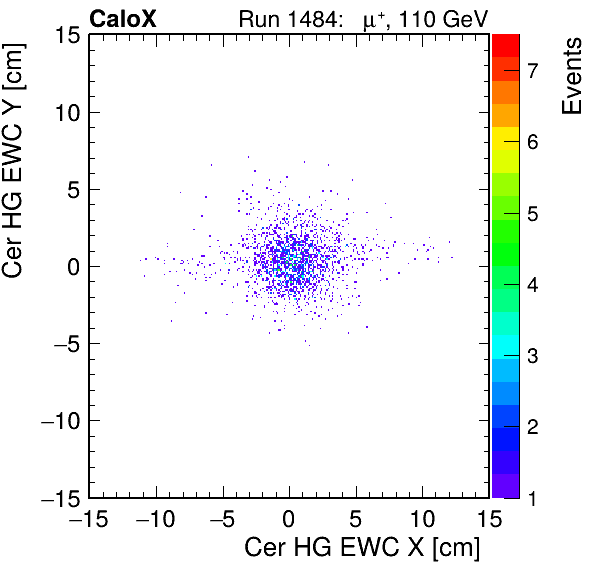 CaloX Run 1484: μ⁺, 110 GeV
Cer HG EWC Y [cm]
15
10
5
0
−5
−10
−15
−15 −10 −5 0 5 10 15
Cer HG EWC X [cm]
Events
7
6
5
4
3
2
1